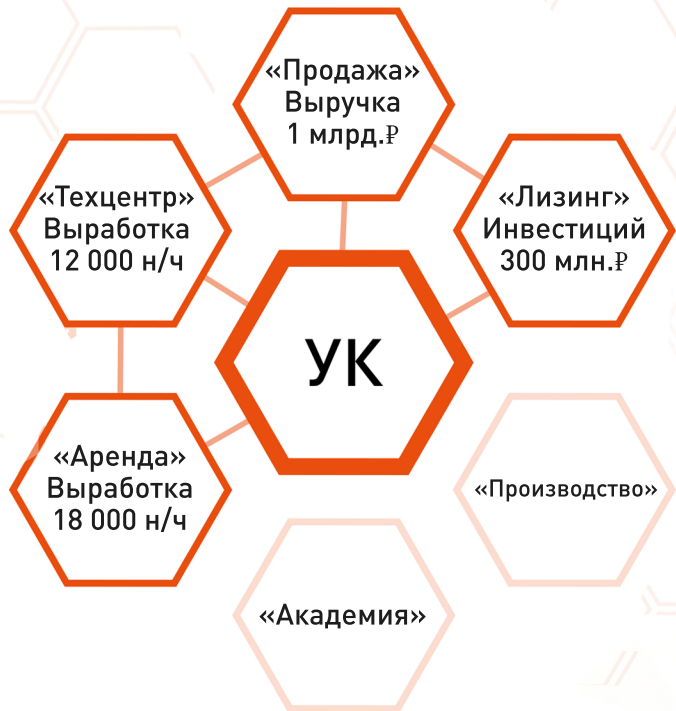 «Продажа»
Выручка
1 млрд.₽
«Техцентр»
Выработка
12 000 н/ч
«Лизинг»
Инвестиций
300 млн.₽
УК
«Аренда»
Выработка
18 000 н/ч
«Производство»
«Академия»